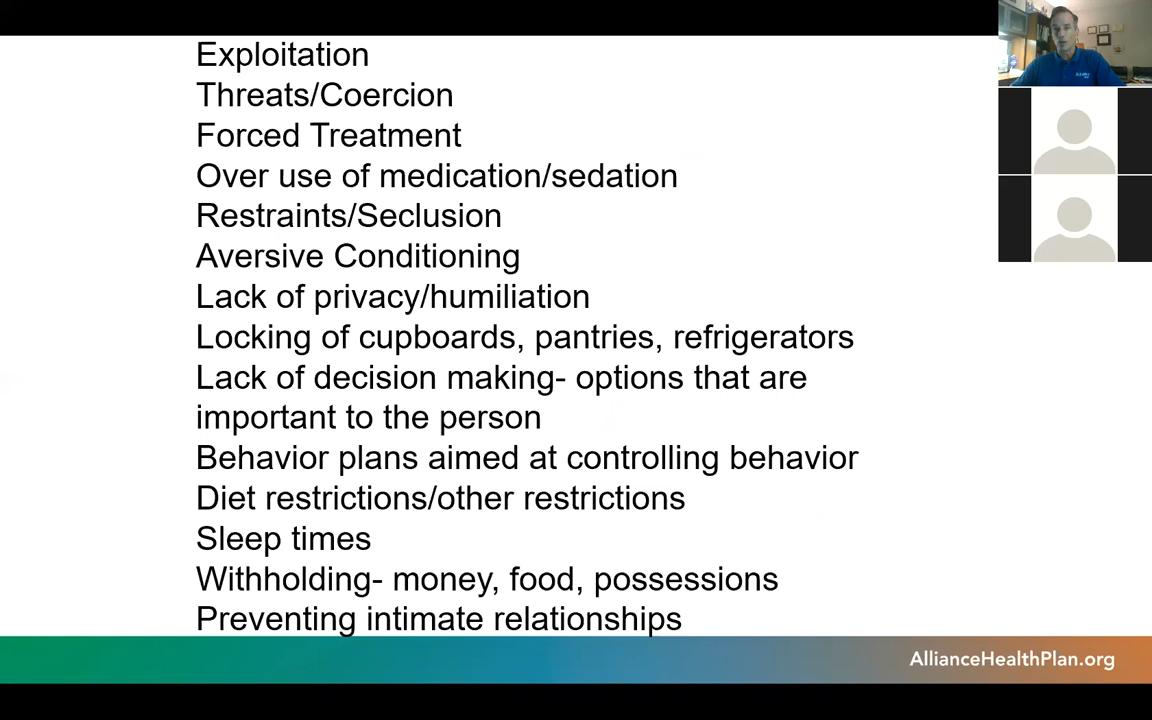 Exploitation
Threats/Coercion
Forced Treatment
Over use of medication/sedation
Restraints/Seclusion
Aversive Conditioning
Lack of privacy/humiliation
Locking of cupboards, pantries, refrigerators
Lack of decision making- options that are
important to the person
Behavior plans aimed at controlling behavior
Diet restrictions/other restrictions
Sleep times
Withholding- money, food, possessions
Preventing intimate relationships
AllianceHealthPlan.org